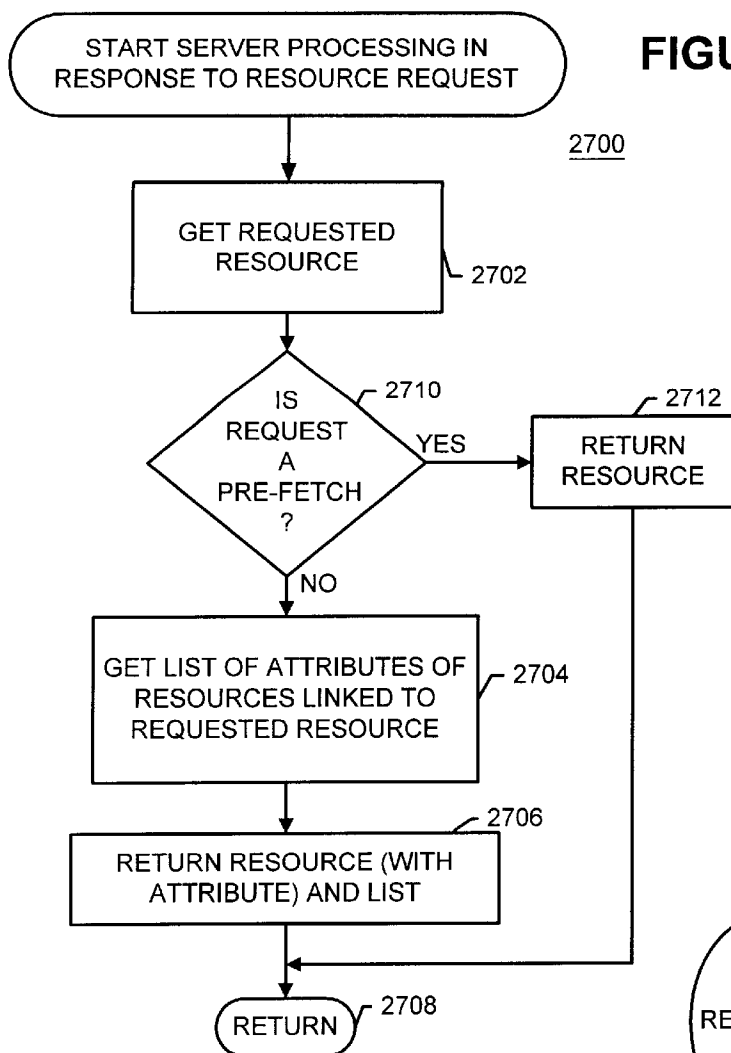 START SERVER PROCESSING IN
RESPONSE TO RESOURCE REQUEST
FIGU
2700
GET REQUESTED
RESOURCE
2702
IS
REQUEST
A
PRE-FETCH
?
2710
YES
2712
RETURN
RESOURCE
NO
GET LIST OF ATTRIBUTES OF
RESOURCES LINKED TO
REQUESTED RESOURCE
2704
2706
RETURN RESOURCE (WITH
ATTRIBUTE) AND LIST
RETURN
2708
RE